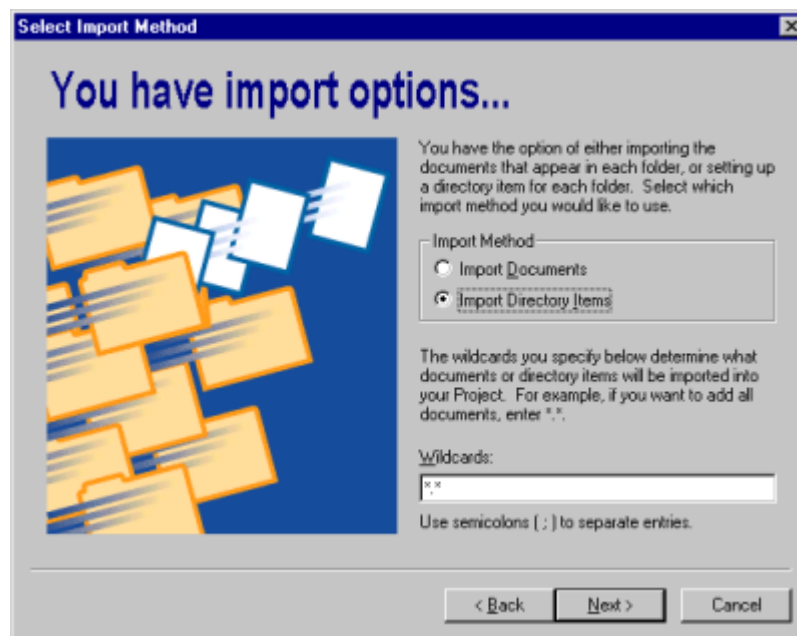 Select Import Method
You have import options...
You have the option of either importing the
documents that appear in each folder, or setting up
a directory item for each folder. Select which
import method you would like to use.
Import Method
Import Documents
Import Directory Items
The wildcards you specify below determine what
documents or directory items will be imported into
your Project. For example, if you want to add all
documents, enter *.*.
Wildcards:
*.*
Use semicolons ( ; ) to separate entries.
< Back
Next >
Cancel